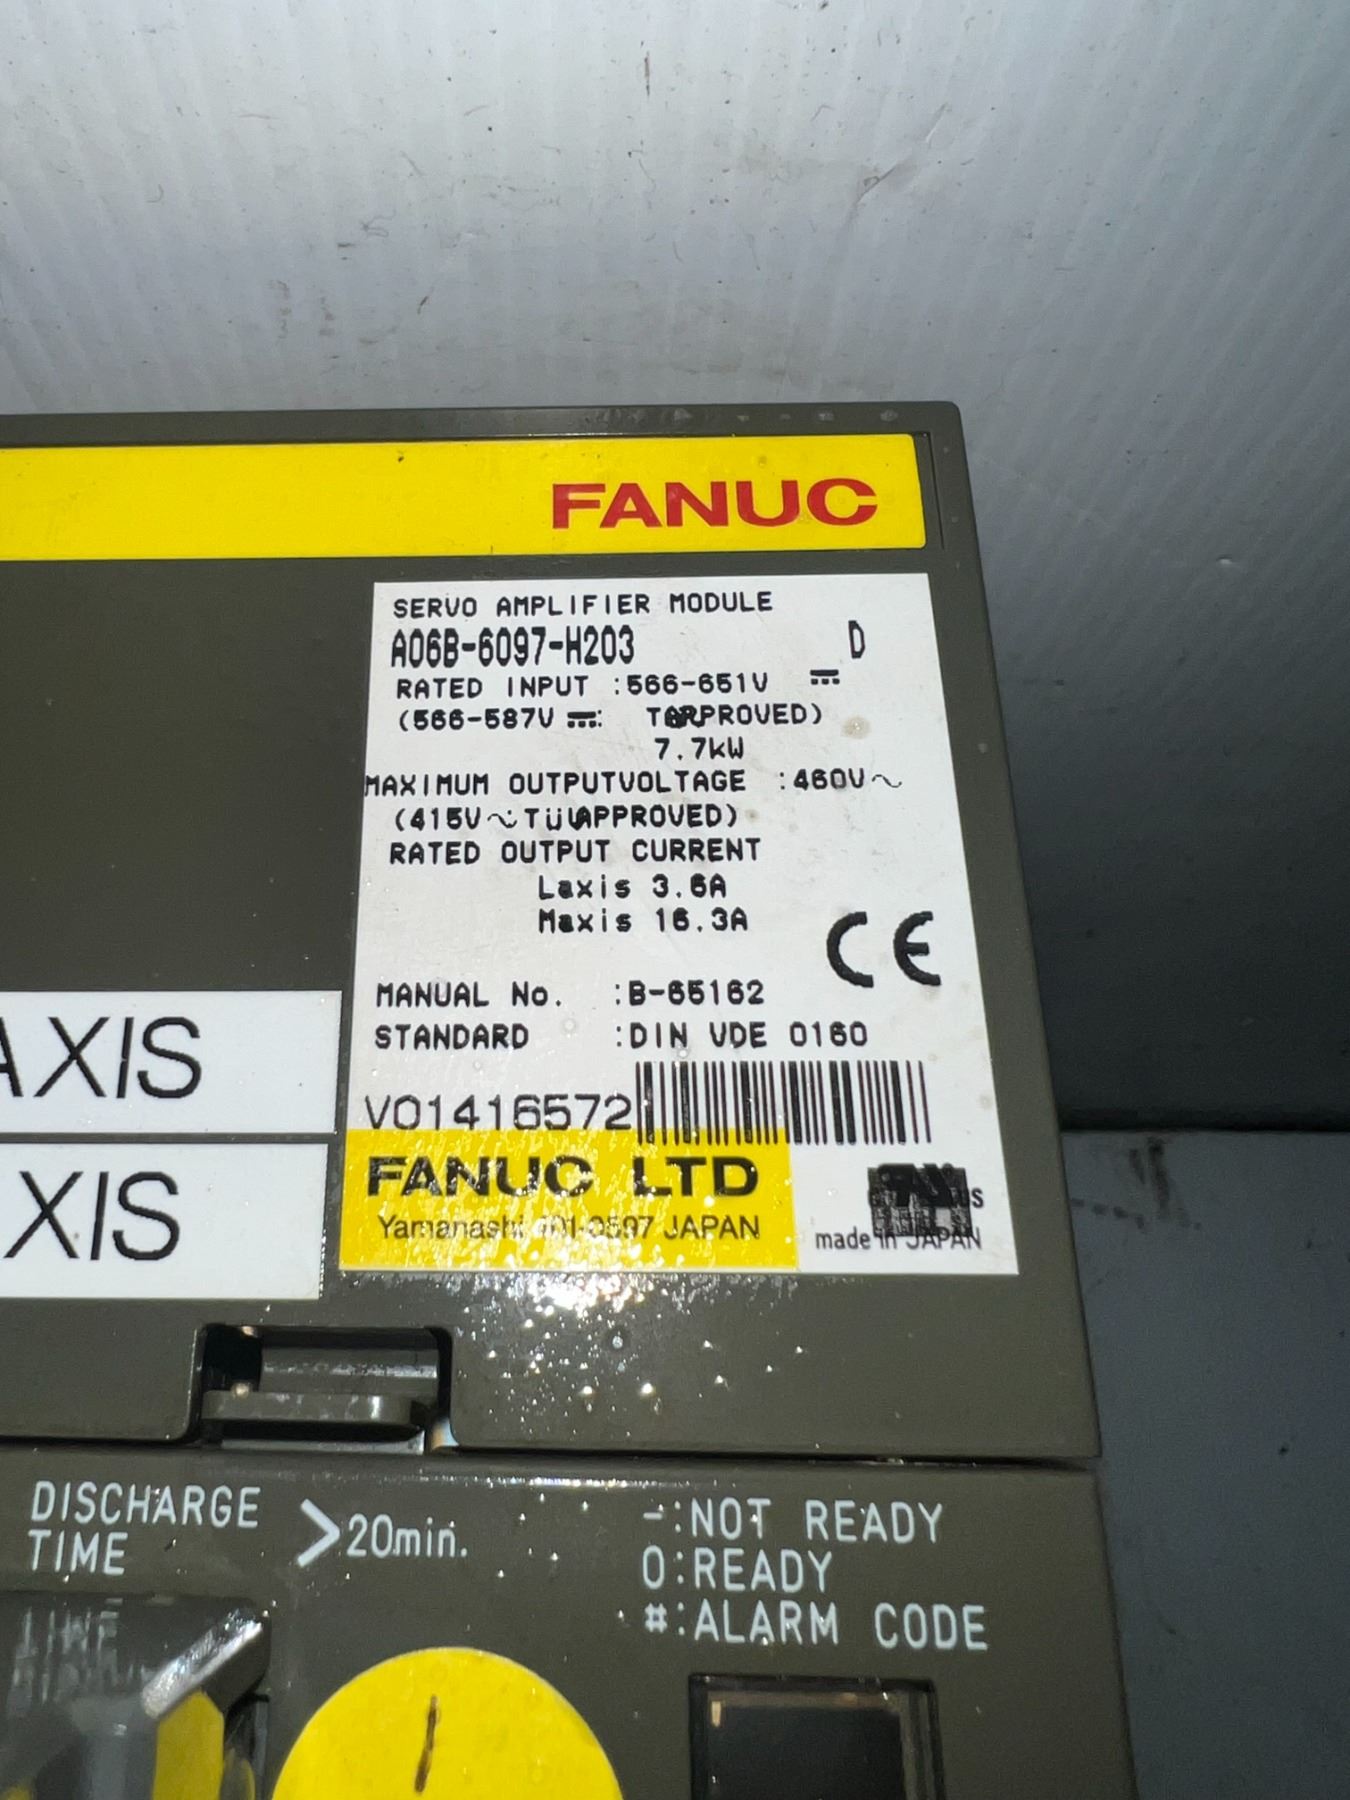 FANUC
SERVO AMPLIFIER MODULE
A06B-6097-H203 D
RATED INPUT :566-651V ⎓
(566-587V ⎓: APPROVED)
7.7kW
MAXIMUM OUTPUTVOLTAGE :460V~
(415V~: TÜV APPROVED)
RATED OUTPUT CURRENT
Laxis 3.6A
Maxis 16.3A
CE
MANUAL No. :B-65162
STANDARD :DIN VDE 0160
V01416572
FANUC LTD
Yamanashi JAPAN
made in JAPAN
AXIS
XIS
DISCHARGE
TIME
>20min.
-:NOT READY
0:READY
#:ALARM CODE